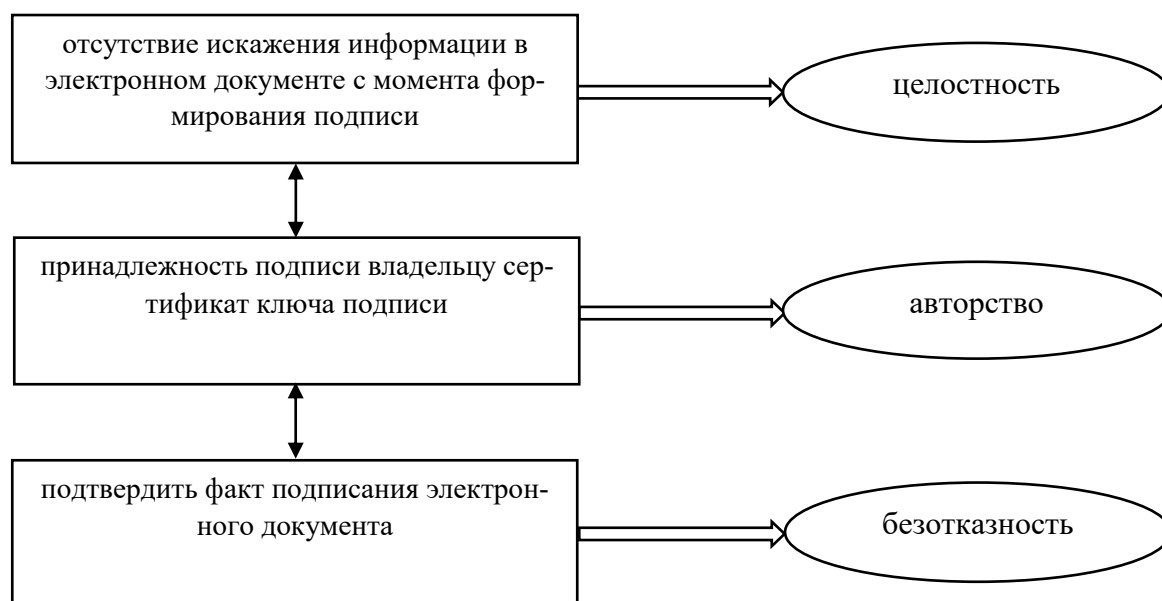 отсутствие искажения информации в
электронном документе с момента фор-
мирования подписи
целостность
принадлежность подписи владельцу сер-
тификат ключа подписи
авторство
подтвердить факт подписания электрон-
ного документа
безотказность